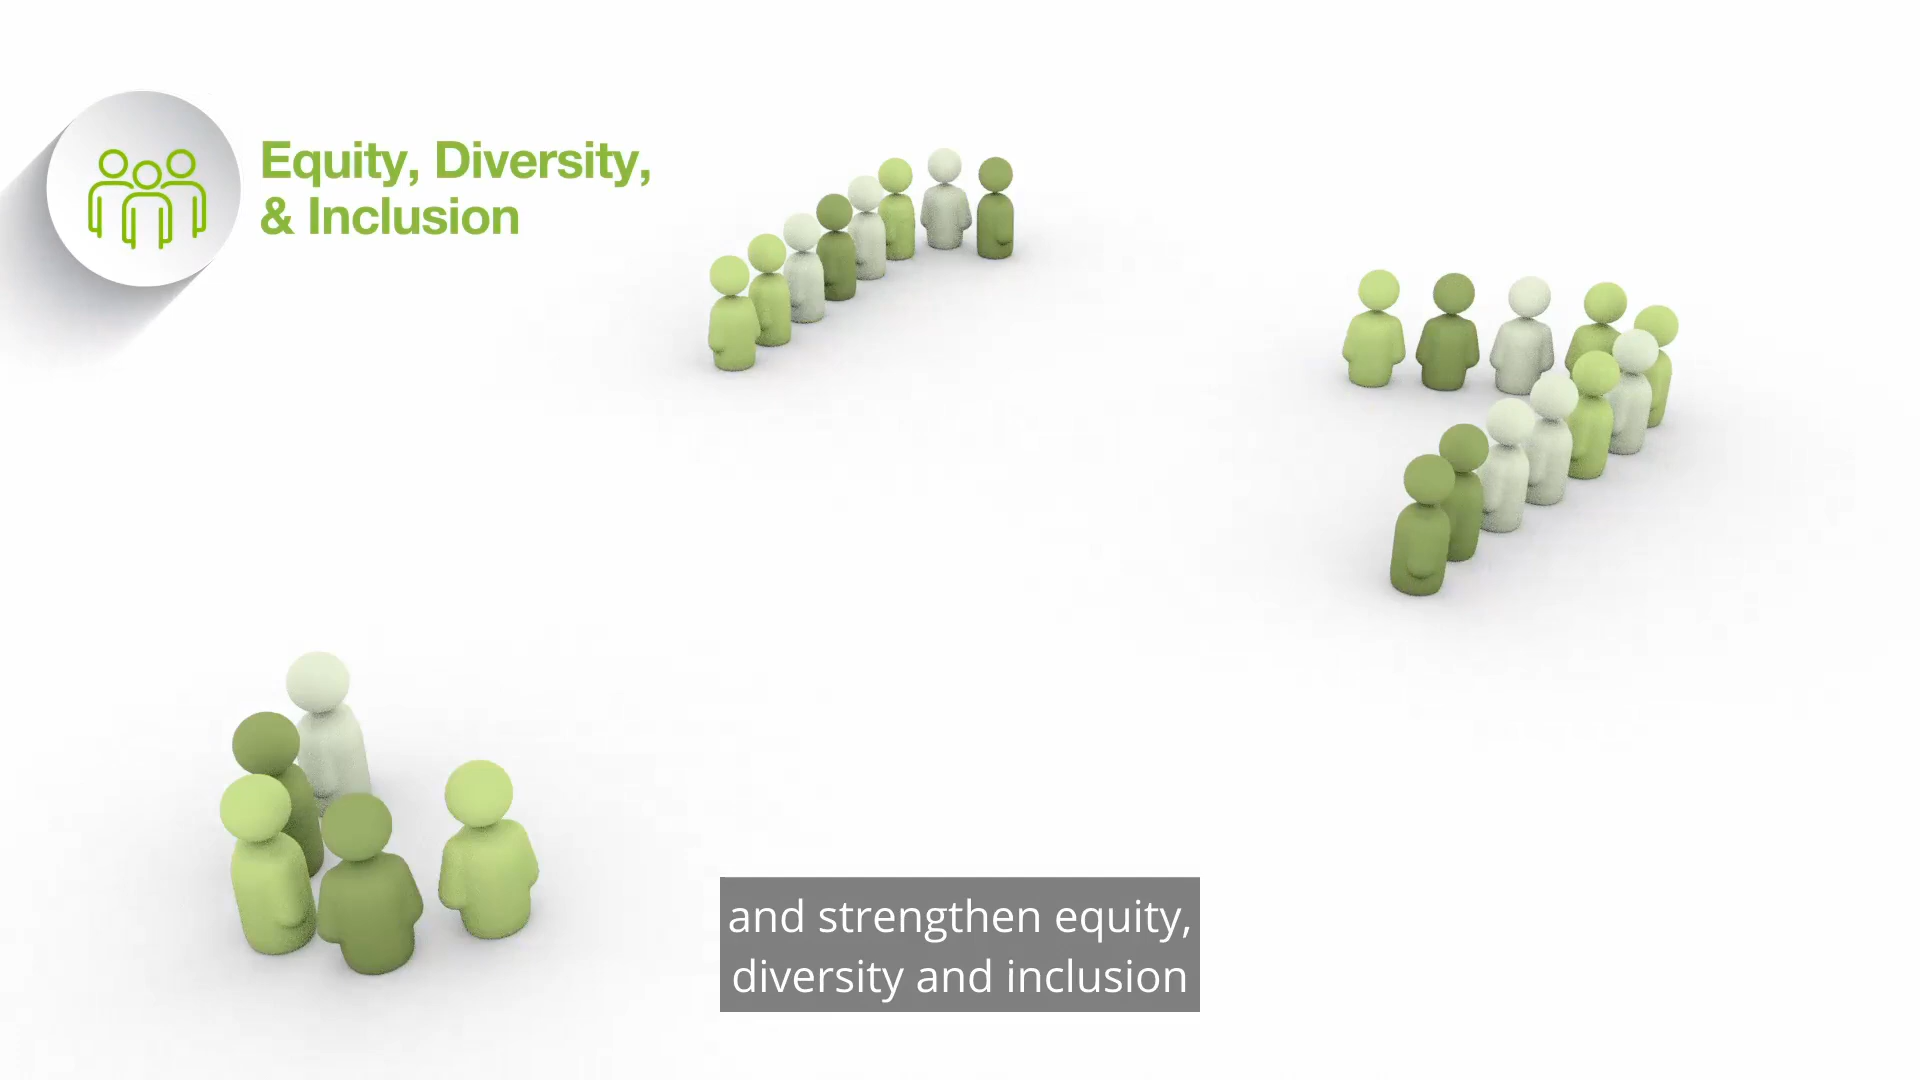 Equity, Diversity,
& Inclusion
and strengthen equity,
diversity and inclusion